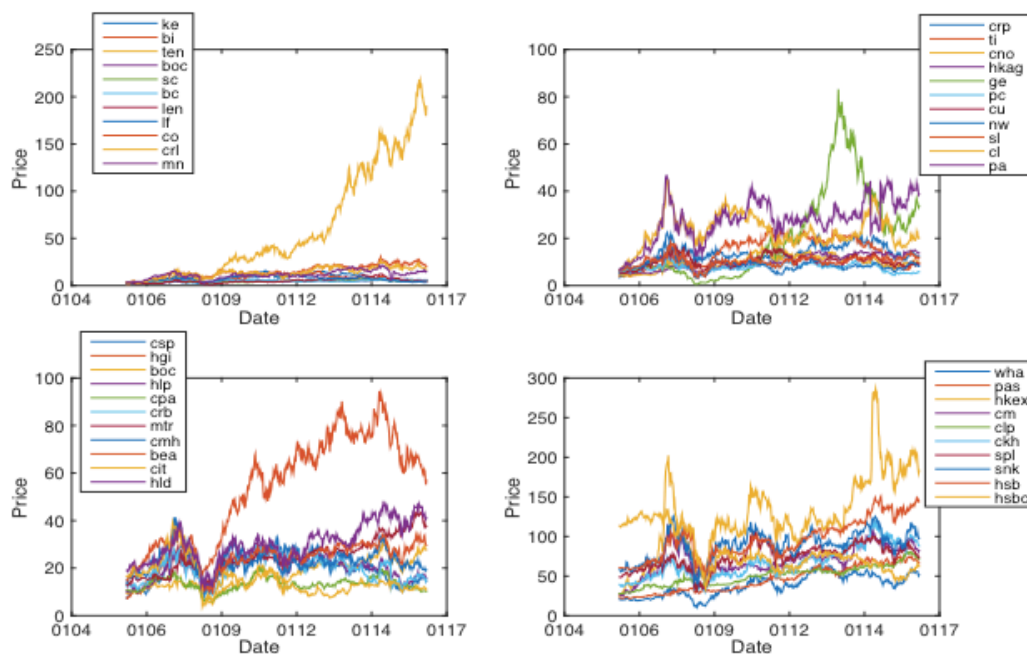 ke
bi
ten
boc
sc
bc
len
lf
co
crl
mn
250
200
150
100
50
0
Price
0104 0106 0109 0112 0114 0117
Date
crp
ti
cno
hkag
ge
pc
cu
nw
sl
cl
pa
100
80
60
40
20
0
Price
0104 0106 0109 0112 0114 0117
Date
csp
hgi
boc
hlp
cpa
crb
mtr
cmh
bea
cit
hld
100
80
60
40
20
0
Price
0104 0106 0109 0112 0114 0117
Date
wha
pas
hkex
cm
clp
ckh
spl
snk
hsb
hsbc
300
250
200
150
100
50
0
Price
0104 0106 0109 0112 0114 0117
Date